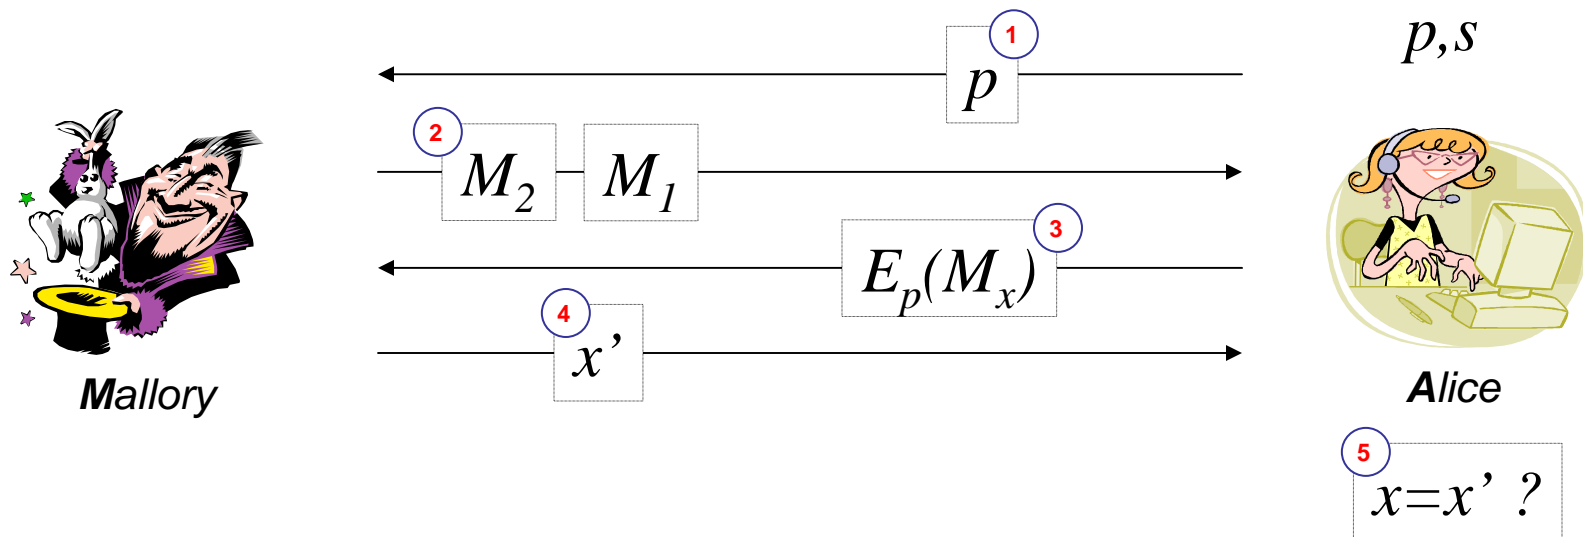 1
p
p,s
2
M₂ M₁
3
Eₚ(Mₓ)
4
x’
Mallory
Alice
5
x=x’ ?